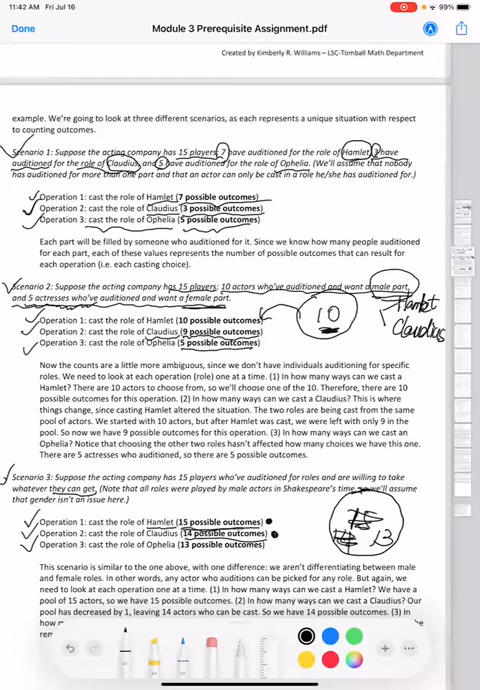 11:42 AM Fri Jul 16
99%
Done
Module 3 Prerequisite Assignment.pdf
Created by Kimberly R. Williams – LSC-Tomball Math Department
example. We're going to look at three different scenarios, as each represents a unique situation with respect
to counting outcomes.
Scenario 1: Suppose the acting company has 15 players; 7 have auditioned for the role of Hamlet, 3 have
auditioned for the role of Claudius, and 5 have auditioned for the role of Ophelia. (We'll assume that nobody
has auditioned for more than one part and that an actor can only be cast in a role he/she has auditioned for.)
Operation 1: cast the role of Hamlet (7 possible outcomes)
Operation 2: cast the role of Claudius (3 possible outcomes)
Operation 3: cast the role of Ophelia (5 possible outcomes)
Each part will be filled by someone who auditioned for it. Since we know how many people auditioned
for each part, each of these values represents the number of possible outcomes that can result for
each operation (i.e. each casting choice).
Scenario 2: Suppose the acting company has 15 players: 10 actors who've auditioned and want a male part,
and 5 actresses who've auditioned and want a female part.
Operation 1: cast the role of Hamlet (10 possible outcomes)
Operation 2: cast the role of Claudius (9 possible outcomes)
Operation 3: cast the role of Ophelia (5 possible outcomes)
10
Hamlet
Claudius
Now the counts are a little more ambiguous, since we don't have individuals auditioning for specific
roles. We need to look at each operation (role) one at a time. (1) In how many ways can we cast a
Hamlet? There are 10 actors to choose from, so we'll choose one of the 10. Therefore, there are 10
possible outcomes for this operation. (2) In how many ways can we cast a Claudius? This is where
things change, since casting Hamlet altered the situation. The two roles are being cast from the same
pool of actors. We started with 10 actors, but after Hamlet was cast, we were left with only 9 in the
pool. So now we have 9 possible outcomes for this operation. (3) In how many ways can we cast an
Ophelia? Notice that choosing the other two roles hasn't affected how many choices we have this one.
There are 5 actresses who auditioned, so there are 5 possible outcomes.
Scenario 3: Suppose the acting company has 15 players who've auditioned for roles and are willing to take
whatever they can get. (Note that all roles were played by male actors in Shakespeare's time, so we'll assume
that gender isn't an issue here.)
Operation 1: cast the role of Hamlet (15 possible outcomes)
Operation 2: cast the role of Claudius (14 possible outcomes)
Operation 3: cast the role of Ophelia (13 possible outcomes)
13
This scenario is similar to the one above, with one difference: we aren't differentiating between male
and female roles. In other words, any actor who auditioned can be picked for any role. But again, we
need to look at each operation one at a time. (1) In how many ways can we cast a Hamlet? We have a
pool of 15 actors, so we have 15 possible outcomes. (2) In how many ways can we cast a Claudius? Our
pool has decreased by 1, leaving 14 actors who can be cast. So we have 14 possible outcomes. (3) In
how